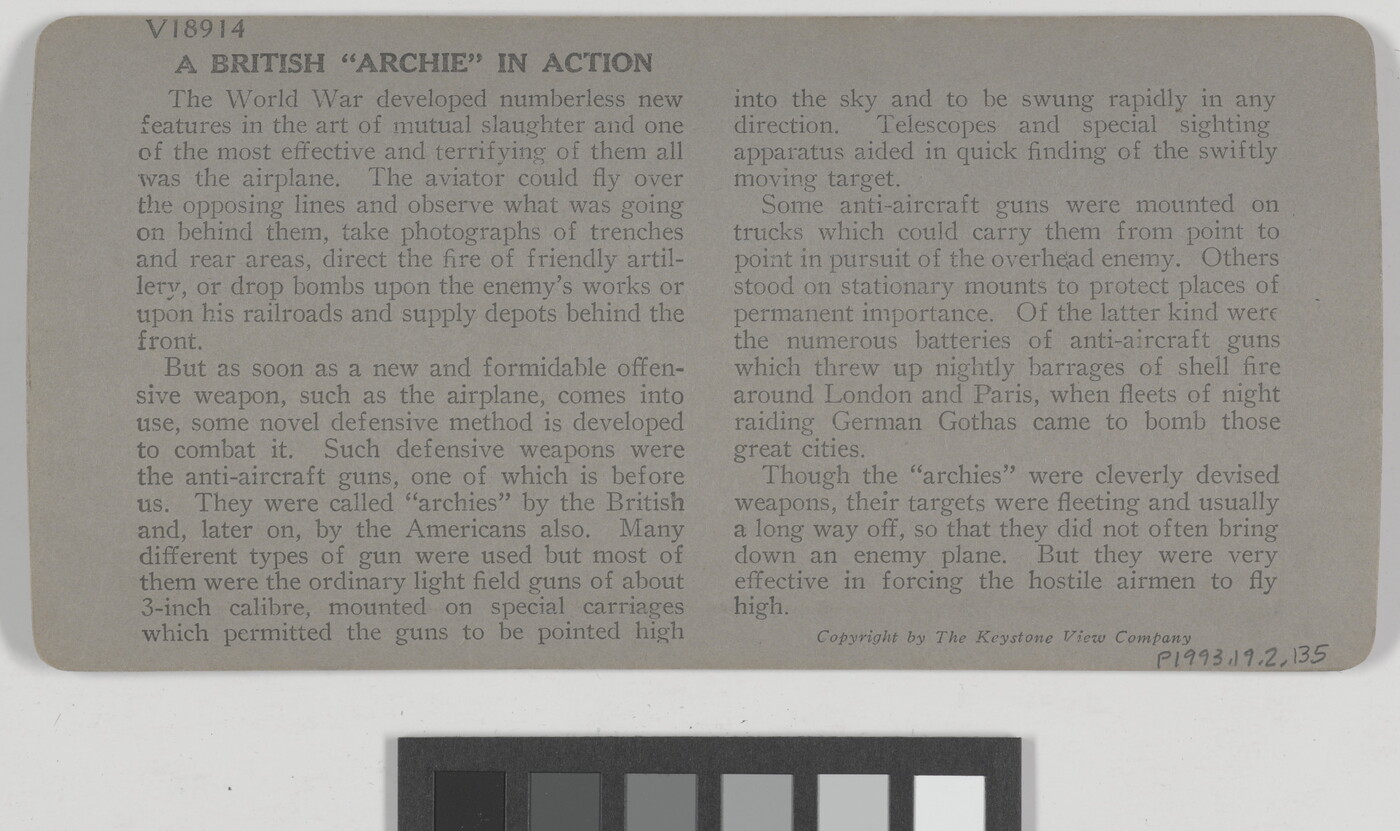 V18914
A BRITISH “ARCHIE” IN ACTION
The World War developed numberless new
features in the art of mutual slaughter and one
of the most effective and terrifying of them all
was the airplane. The aviator could fly over
the opposing lines and observe what was going
on behind them, take photographs of trenches
and rear areas, direct the fire of friendly artil-
lery, or drop bombs upon the enemy’s works or
upon his railroads and supply depots behind the
front.
But as soon as a new and formidable offen-
sive weapon, such as the airplane, comes into
use, some novel defensive method is developed
to combat it. Such defensive weapons were
the anti-aircraft guns, one of which is before
us. They were called “archies” by the British
and, later on, by the Americans also. Many
different types of gun were used but most of
them were the ordinary light field guns of about
3-inch calibre, mounted on special carriages
which permitted the guns to be pointed high
into the sky and to be swung rapidly in any
direction. Telescopes and special sighting
apparatus aided in quick finding of the swiftly
moving target.
Some anti-aircraft guns were mounted on
trucks which could carry them from point to
point in pursuit of the overhead enemy. Others
stood on stationary mounts to protect places of
permanent importance. Of the latter kind were
the numerous batteries of anti-aircraft guns
which threw up nightly barrages of shell fire
around London and Paris, when fleets of night
raiding German Gothas came to bomb those
great cities.
Though the “archies” were cleverly devised
weapons, their targets were fleeting and usually
a long way off, so that they did not often bring
down an enemy plane. But they were very
effective in forcing the hostile airmen to fly
high.
Copyright by The Keystone View Company
P1993.19.2.135